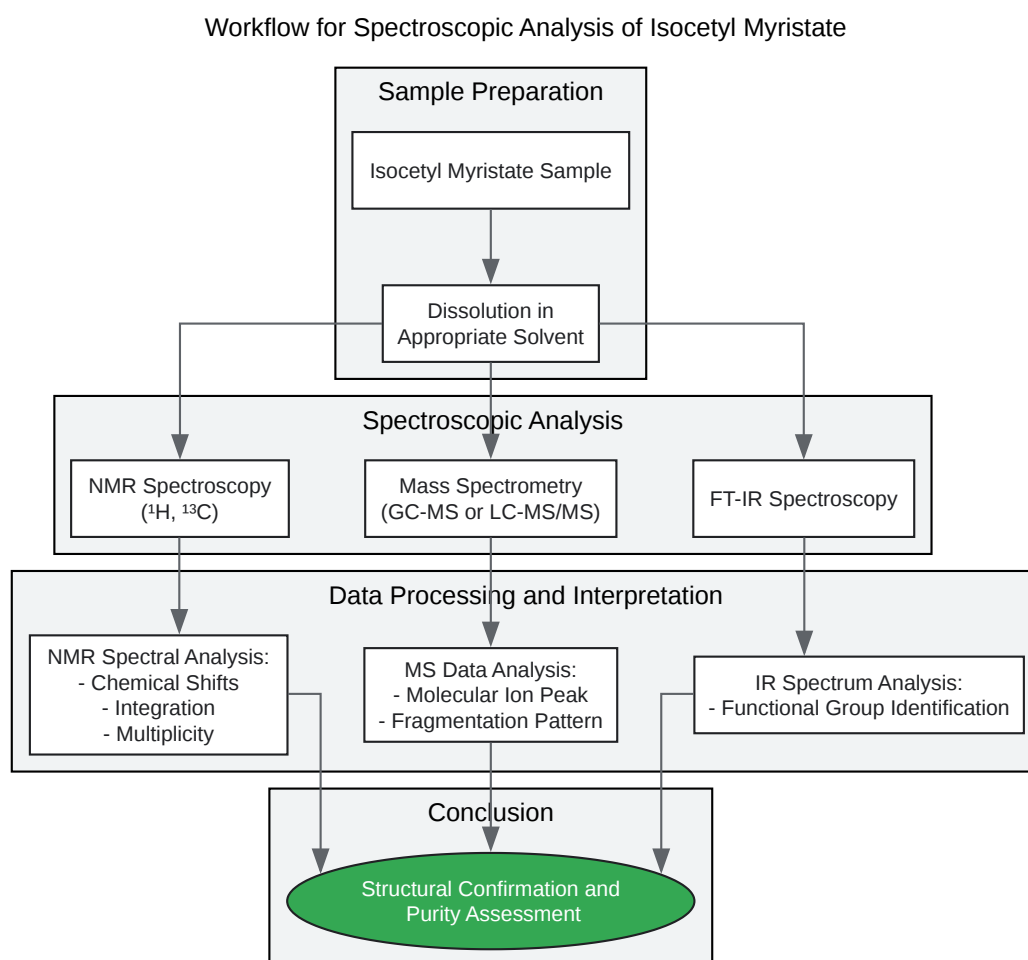 Workflow for Spectroscopic Analysis of Isocetyl Myristate
Sample Preparation
Isocetyl Myristate Sample
Dissolution in
Appropriate Solvent
Spectroscopic Analysis
NMR Spectroscopy
(¹H, ¹³C)
Mass Spectrometry
(GC-MS or LC-MS/MS)
FT-IR Spectroscopy
Data Processing and Interpretation
NMR Spectral Analysis:
- Chemical Shifts
- Integration
- Multiplicity
MS Data Analysis:
- Molecular Ion Peak
- Fragmentation Pattern
IR Spectrum Analysis:
- Functional Group Identification
Conclusion
Structural Confirmation and
Purity Assessment